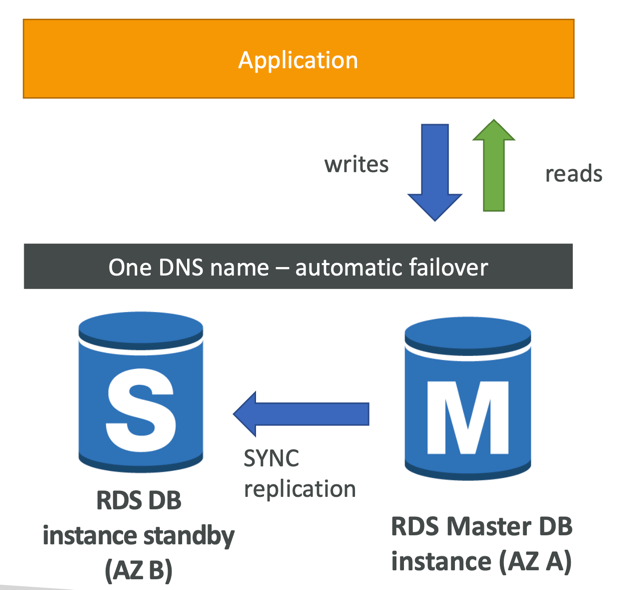 Application
writes
reads
One DNS name – automatic failover
S
M
SYNC
replication
RDS DB
instance standby
(AZ B)
RDS Master DB
instance (AZ A)